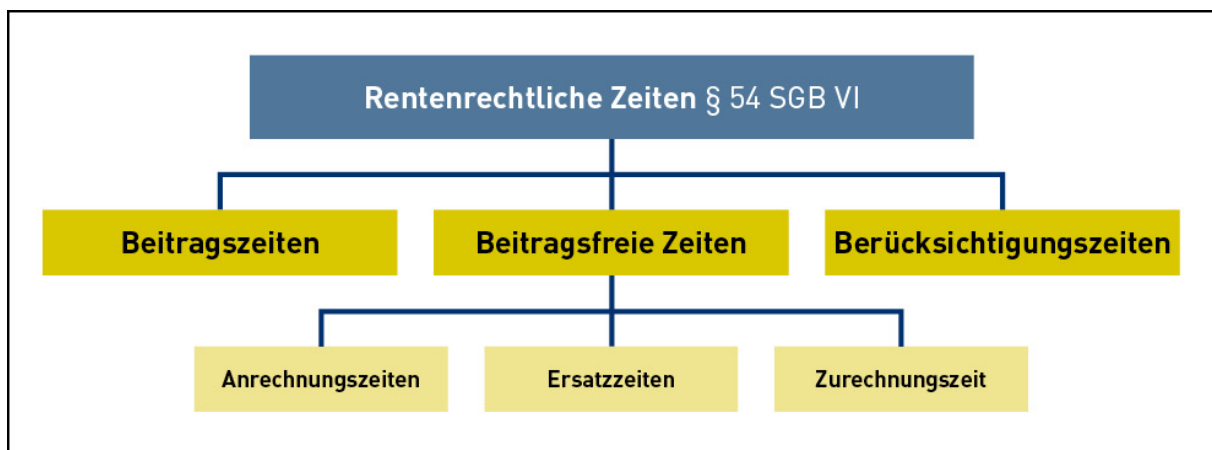 Rentenrechtliche Zeiten § 54 SGB VI
Beitragszeiten
Beitragsfreie Zeiten
Berücksichtigungszeiten
Anrechnungszeiten
Ersatzzeiten
Zurechnungszeit